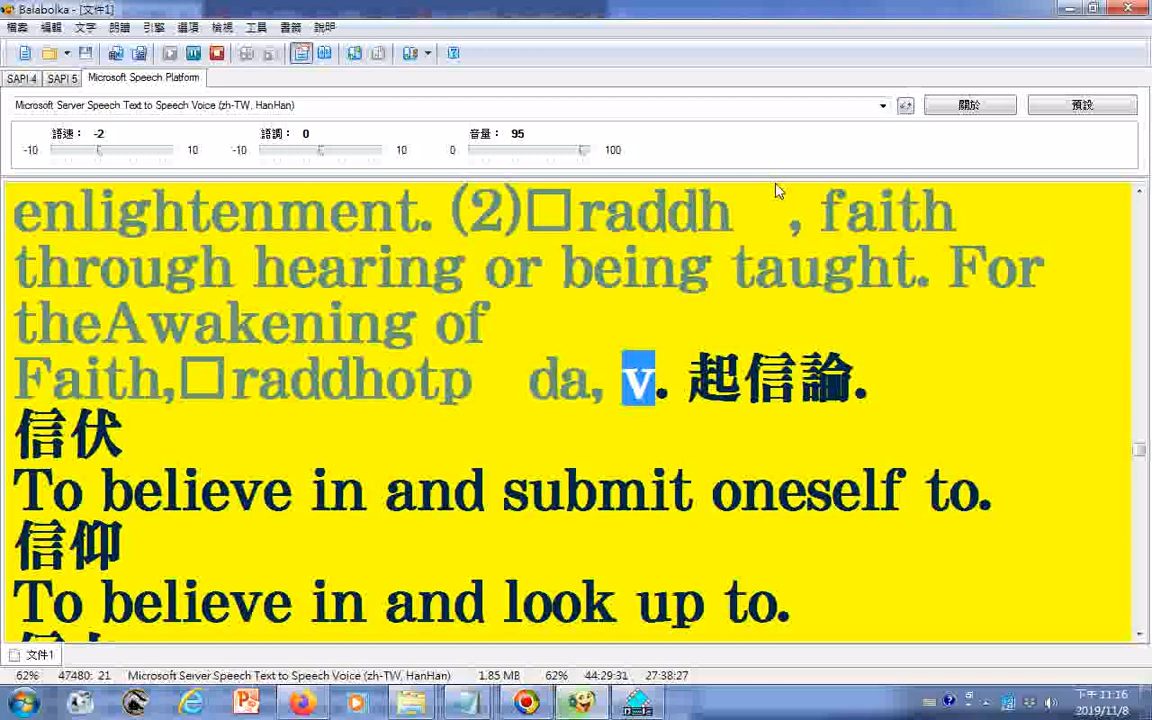 Balabolka - [文件1]
檔案 編輯 文字 朗讀 引擎 選項 檢視 工具 書籤 說明
SAPI 4 SAPI 5 Microsoft Speech Platform
Microsoft Server Speech Text to Speech Voice (zh-TW, HanHan) 關於 預設
語速： -2 語調： 0 音量： 95
-10 10 -10 10 0 100
enlightenment. (2)□raddh , faith
through hearing or being taught. For
theAwakening of
Faith,□raddhotp da, v. 起信論.
信伏
To believe in and submit oneself to.
信仰
To believe in and look up to.
文件1
62% 47480: 21 Microsoft Server Speech Text to Speech Voice (zh-TW, HanHan) 1.85 MB 62% 44:29:31 27:38:27
下午 11:16
2019/11/8